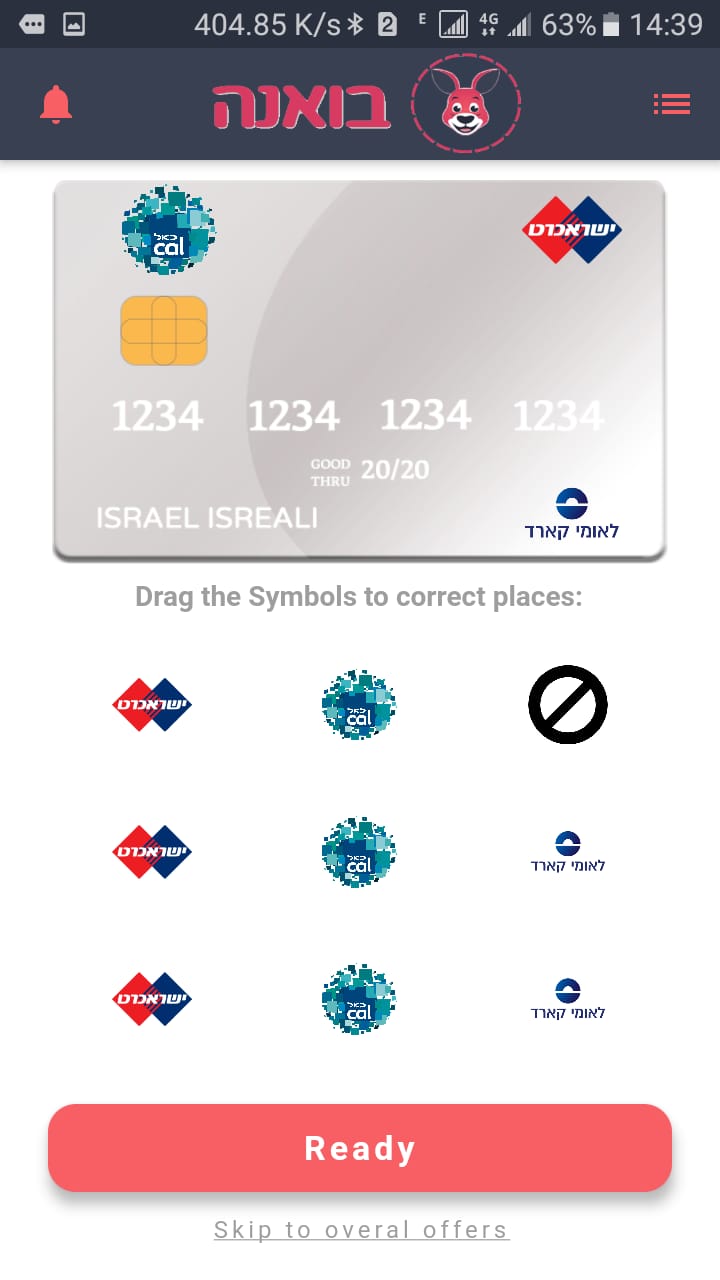 404.85 K/s 2 E 4G 63% 14:39
בואנה
כאל
cal
ישראכרט
1234 1234 1234 1234
GOOD THRU 20/20
ISRAEL ISREALI
לאומי קארד
Drag the Symbols to correct places:
ישראכרט כאל cal
ישראכרט כאל cal לאומי קארד
ישראכרט כאל cal לאומי קארד
Ready
Skip to overal offers